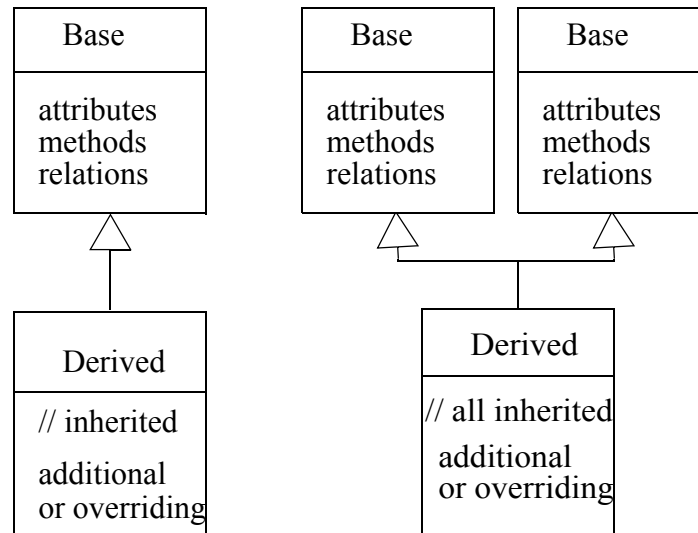 Base
attributes
methods
relations
Derived
// inherited
additional
or overriding
Base
attributes
methods
relations
Base
attributes
methods
relations
Derived
// all inherited
additional
or overriding